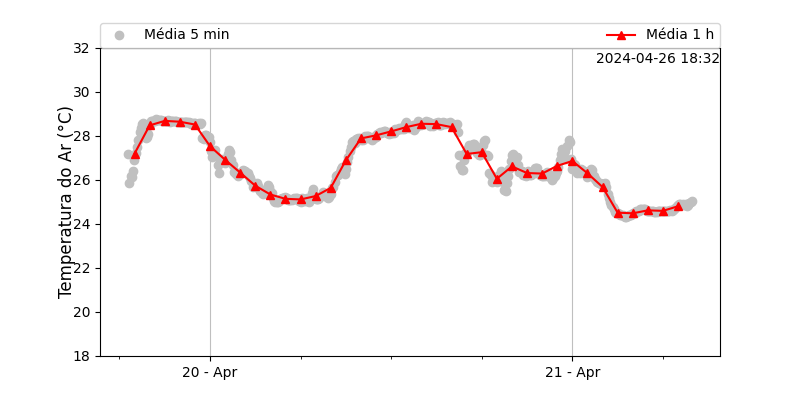 Média 5 min
Média 1 h
2024-04-26 18:32
Temperatura do Ar (°C)
32
30
28
26
24
22
20
18
20 - Apr
21 - Apr